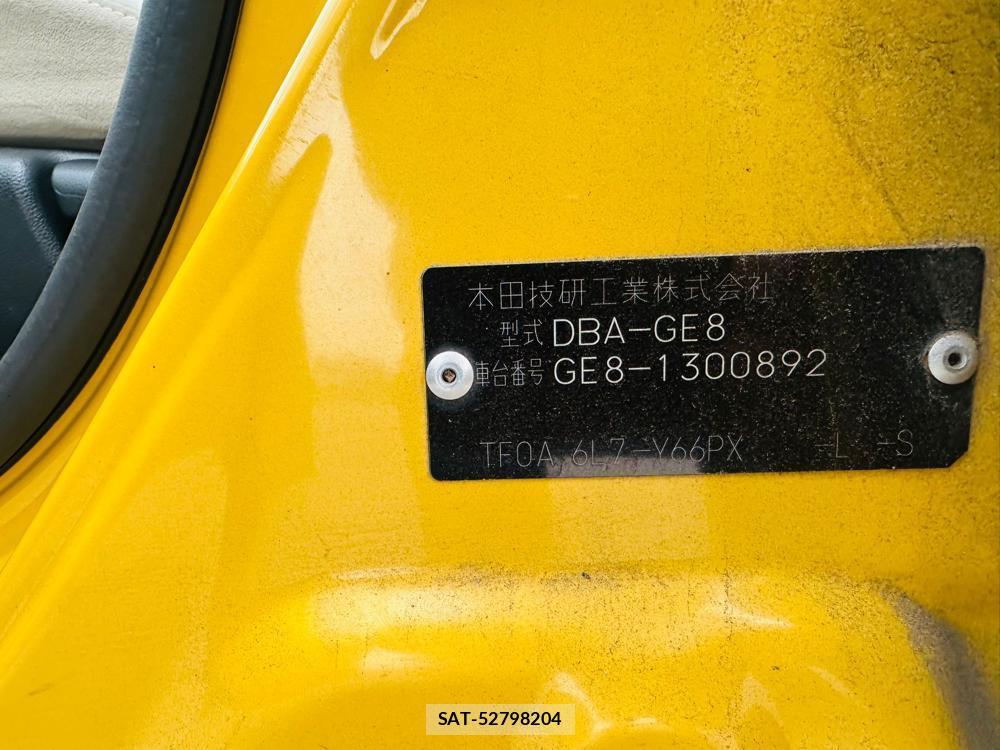 本田技研工業株式会社
型式 DBA-GE8
車台番号 GE8-1300892
TF0A 6L7-Y66PX -L -S
SAT-52798204